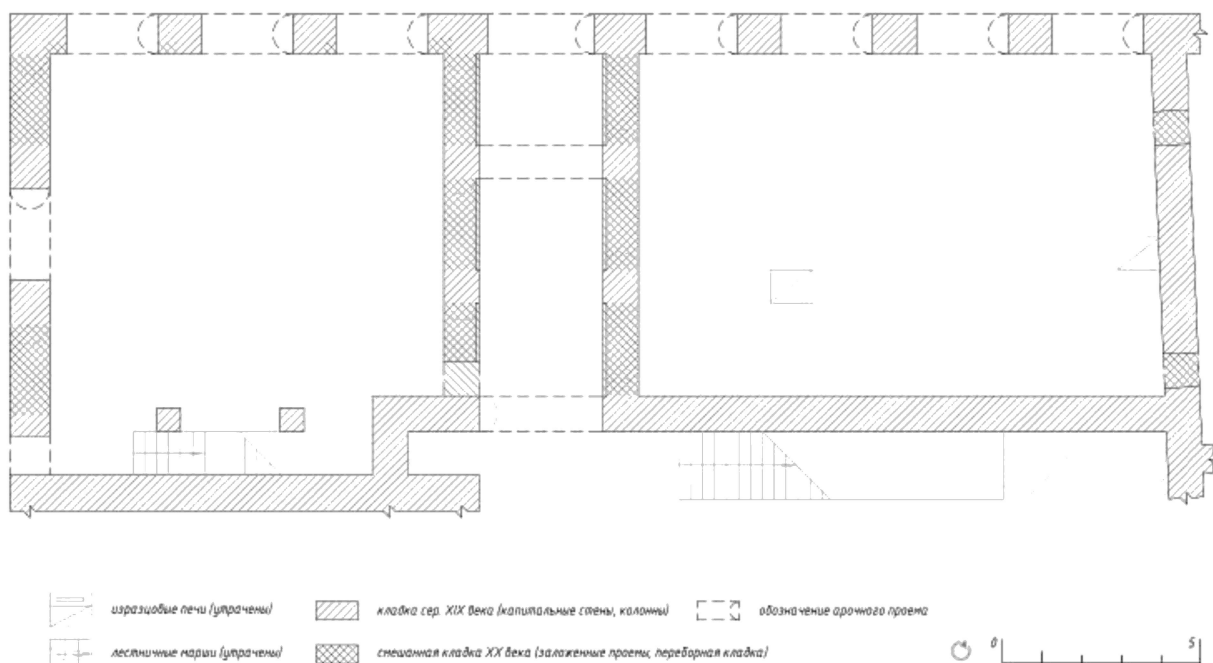 изразцовые печи (утрачены)
кладка сер. XIX века (капитальные стены, колонны)
обозначение арочного проема
лестничные марши (утрачены)
смешанная кладка XX века (заложенные проемы, переборная кладка)
0 5